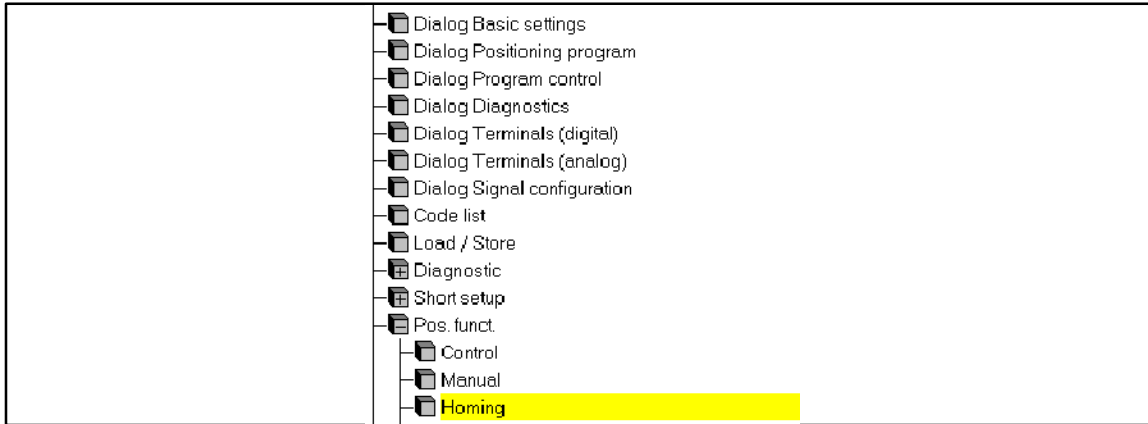 Dialog Basic settings
Dialog Positioning program
Dialog Program control
Dialog Diagnostics
Dialog Terminals (digital)
Dialog Terminals (analog)
Dialog Signal configuration
Code list
Load / Store
Diagnostic
Short setup
Pos. funct.
Control
Manual
Homing